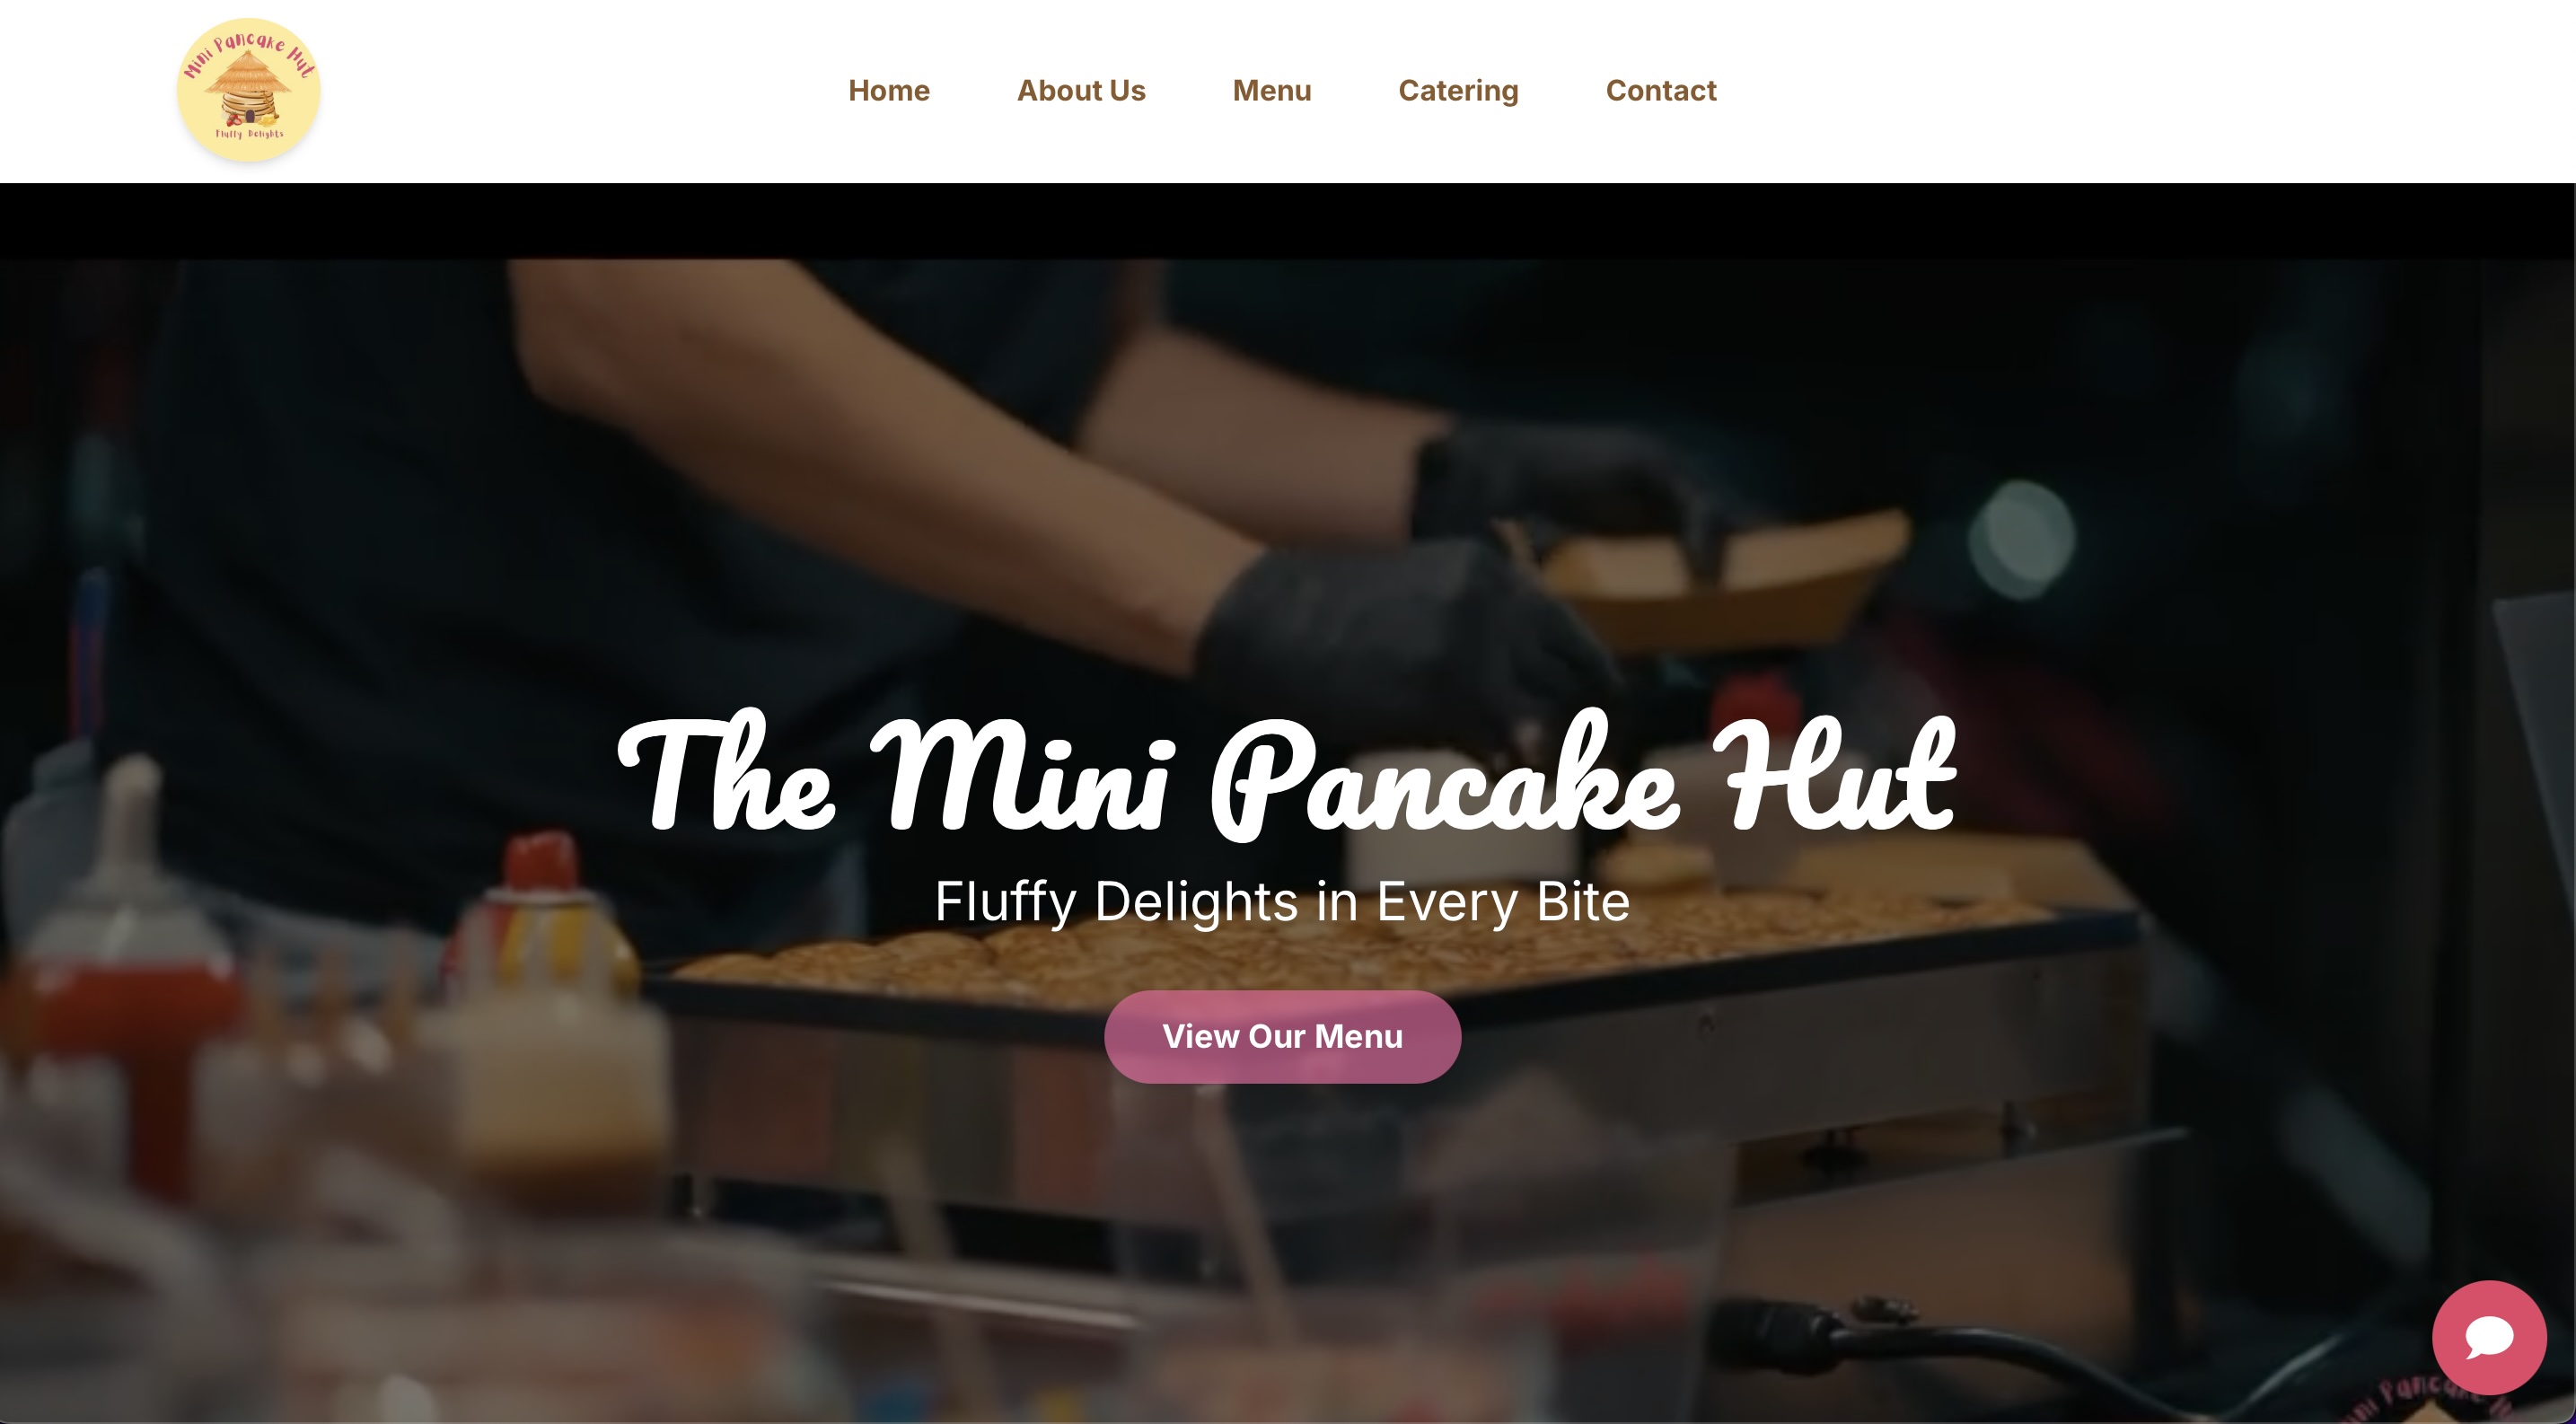 Mini Pancake Hut
Fluffy Delights
Home
About Us
Menu
Catering
Contact
The Mini Pancake Hut
Fluffy Delights in Every Bite
View Our Menu
Pancake